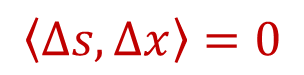 ⟨Δs, Δx⟩ = 0